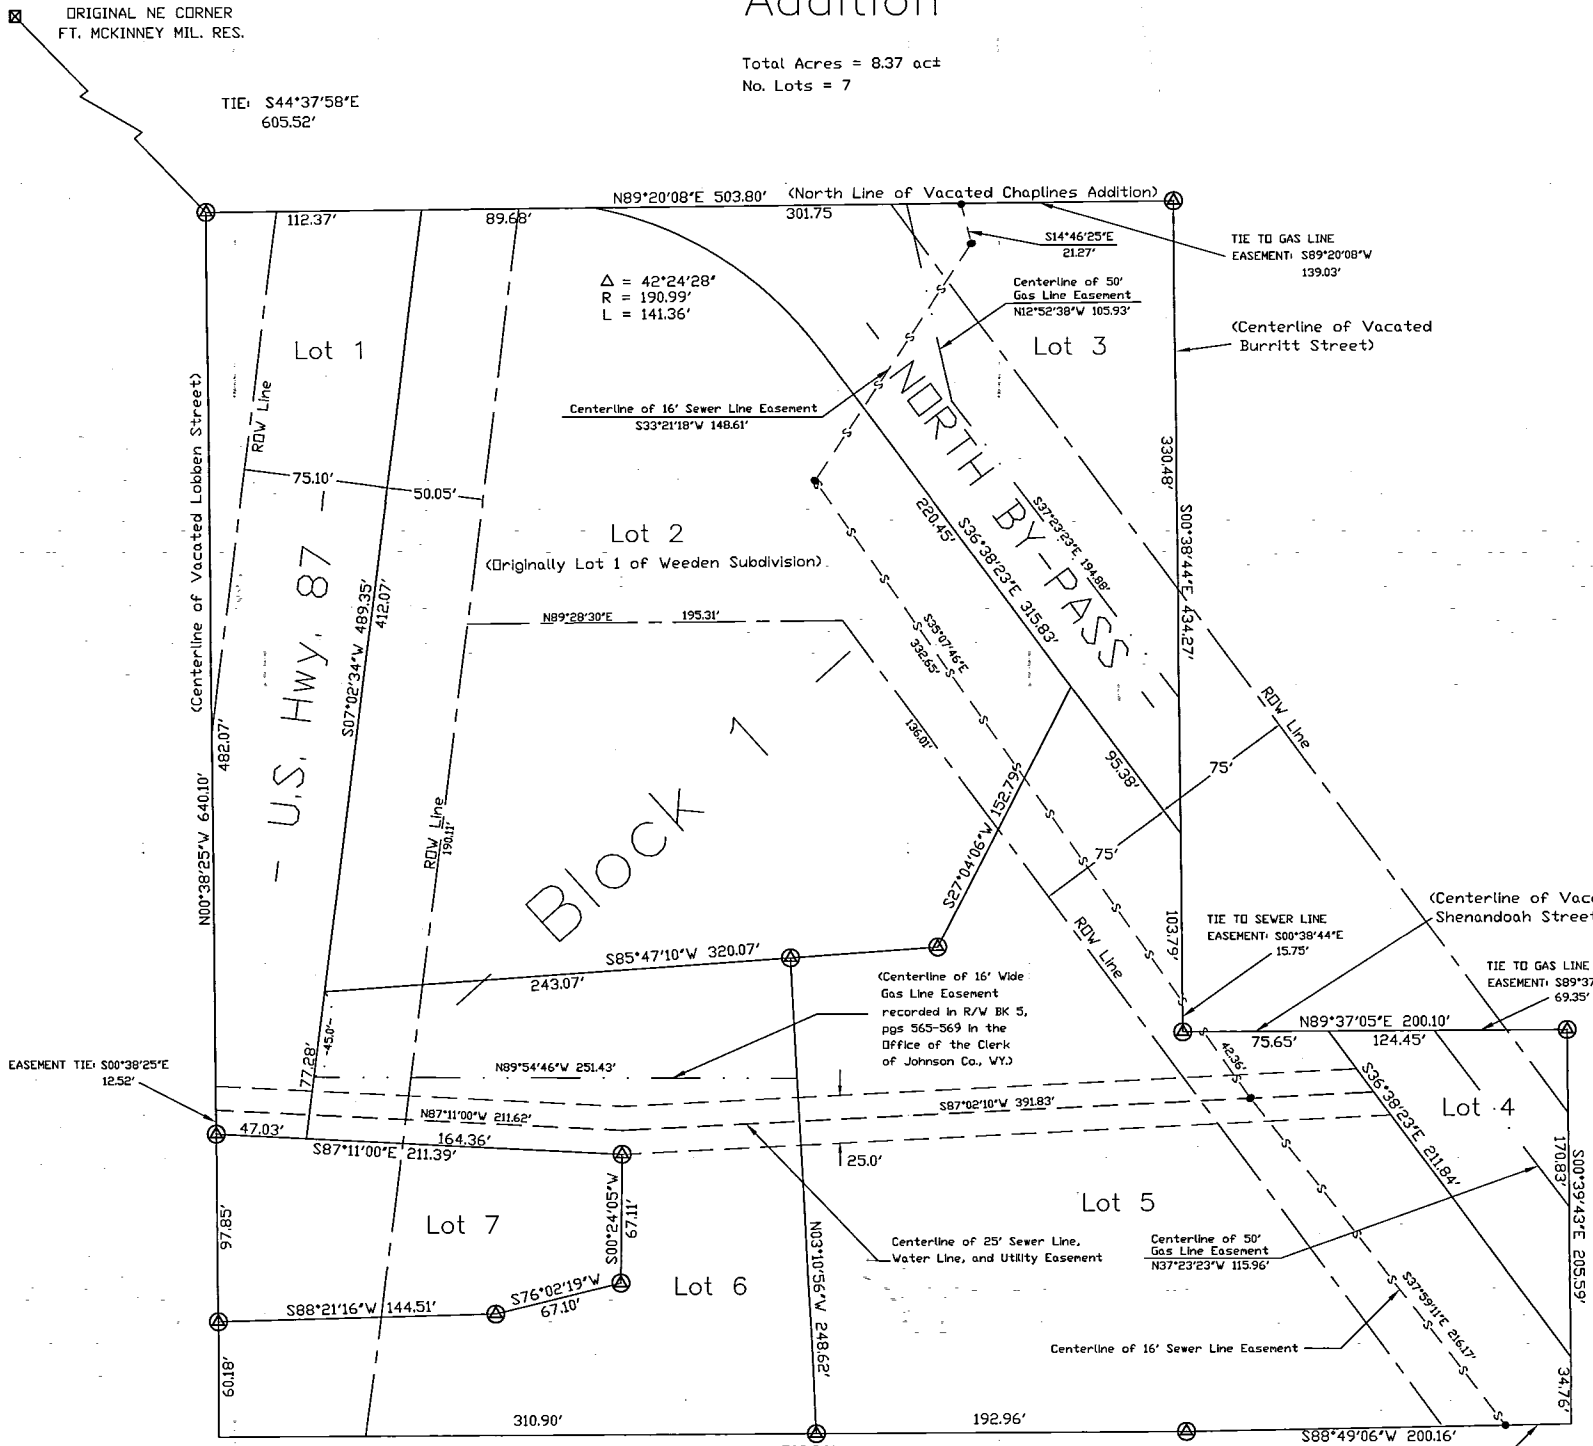 Addition
ORIGINAL NE CORNER
FT. MCKINNEY MIL. RES.
Total Acres = 8.37 ac±
No. Lots = 7
TIE: S44°37'58"E
605.52'
N89°20'08"E 503.80' (North Line of Vacated Chaplines Addition)
112.37'
89.68'
301.75
S14°46'25"E
21.27'
TIE TO GAS LINE
EASEMENT: S89°20'08"W
139.03'
Δ = 42°24'28"
R = 190.99'
L = 141.36'
Centerline of 50'
Gas Line Easement
N12°52'38"W 105.93'
(Centerline of Vacated
Burritt Street)
Lot 1
Lot 3
ROW Line
Centerline of 16' Sewer Line Easement
S33°21'18"W 148.61'
(Centerline of Vacated Lobben Street)
NORTH BY-PASS
330.48'
75.10'
50.05'
Lot 2
(Originally Lot 1 of Weeden Subdivision)
220.45'
S36°38'23"E 315.83'
S37°23'23"E 194.88'
S00°38'44"E 434.27'
U.S. Hwy. 87
S07°02'34"W 489.35'
412.07'
N89°28'30"E 195.31'
S35°07'46"E
332.65'
136.01'
482.07'
N00°38'25"W 640.10'
ROW Line
190.11'
Block 1
95.38'
75'
75'
ROW Line
S27°04'06"W 152.79'
S85°47'10"W 320.07'
243.07'
ROW Line
103.79'
(Centerline of Vaca
Shenandoah Street
TIE TO SEWER LINE
EASEMENT: S00°38'44"E
15.75'
TIE TO GAS LINE
EASEMENT: S89°37
69.35'
(Centerline of 16' Wide
Gas Line Easement
recorded in R/W BK 5,
pgs 565-569 in the
Office of the Clerk
of Johnson Co., WY.)
N89°37'05"E 200.10'
75.65'
124.45'
45.0'
77.28'
EASEMENT TIE: S00°38'25"E
12.52'
N89°54'46"W 251.43'
42.36'
S36°38'23"E 211.84'
Lot 4
N87°11'00"W 211.62'
S87°02'10"W 391.83'
47.03'
164.36'
S87°11'00"E 211.39'
25.0'
170.83'
S00°39'43"E 205.59'
97.85'
Lot 7
S00°24'05"W
67.11'
Lot 5
Centerline of 25' Sewer Line,
Water Line, and Utility Easement
Centerline of 50'
Gas Line Easement
N37°23'23"W 115.96'
Lot 6
N03°10'56"W 248.62'
S88°21'16"W 144.51'
S76°02'19"W
67.10'
S37°59'11"E 216.17'
Centerline of 16' Sewer Line Easement
60.18'
34.76'
310.90'
192.96'
S88°49'06"W 200.16'